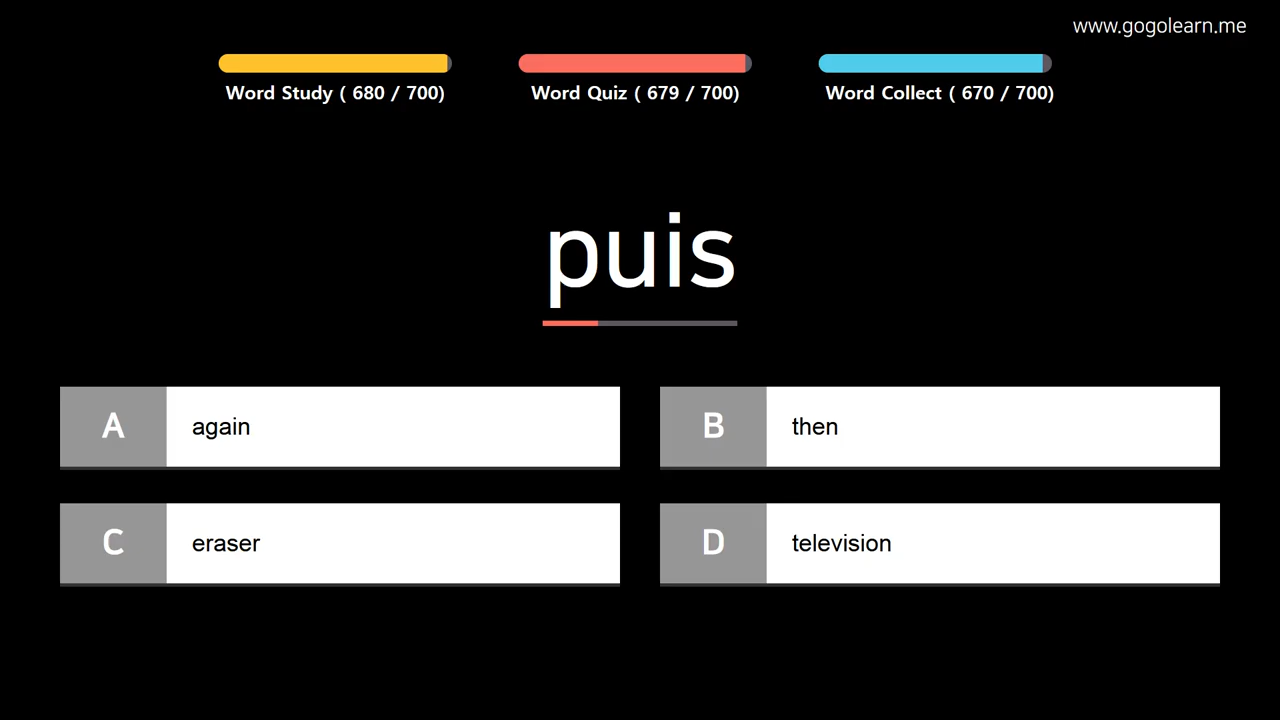 www.gogolearn.me
Word Study ( 680 / 700)
Word Quiz ( 679 / 700)
Word Collect ( 670 / 700)
puis
A again
B then
C eraser
D television